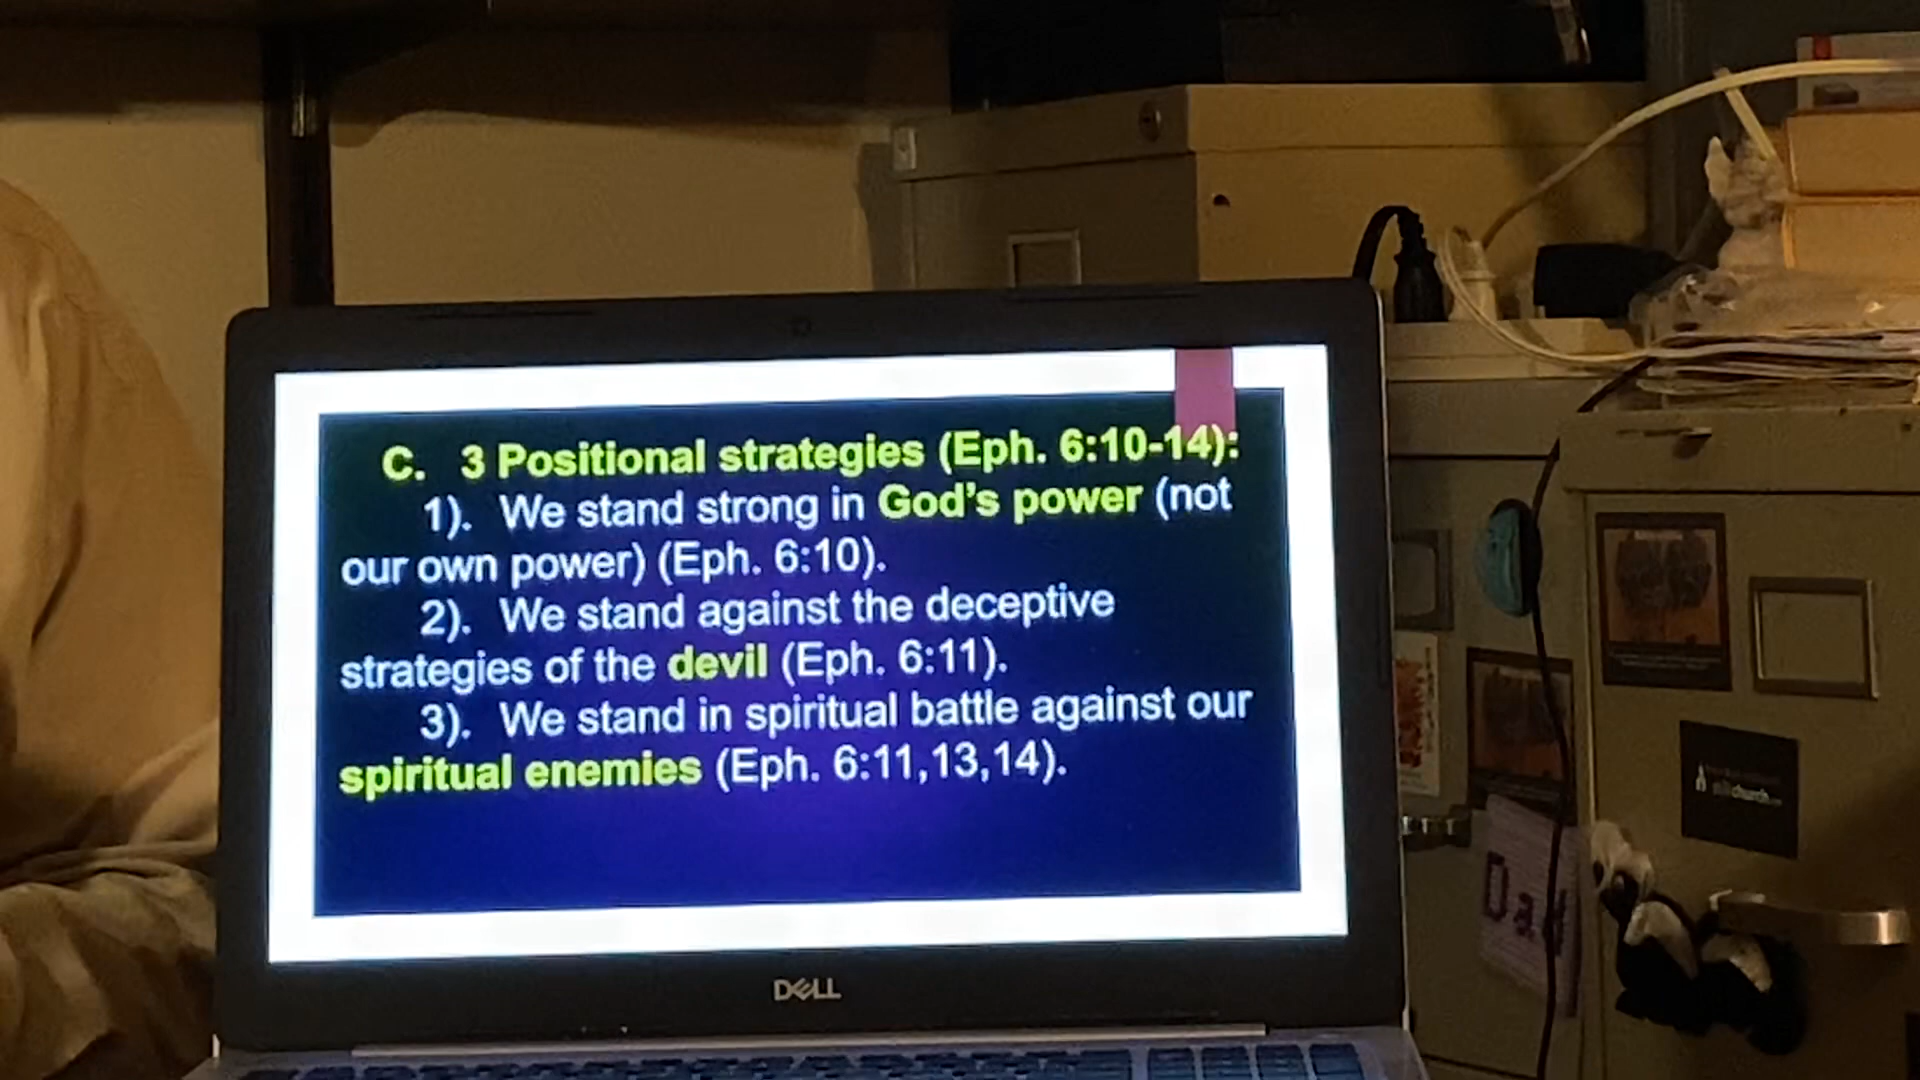 C. 3 Positional strategies (Eph. 6:10-14):
1). We stand strong in God's power (not
our own power) (Eph. 6:10).
2). We stand against the deceptive
strategies of the devil (Eph. 6:11).
3). We stand in spiritual battle against our
spiritual enemies (Eph. 6:11,13,14).
DELL
Dad